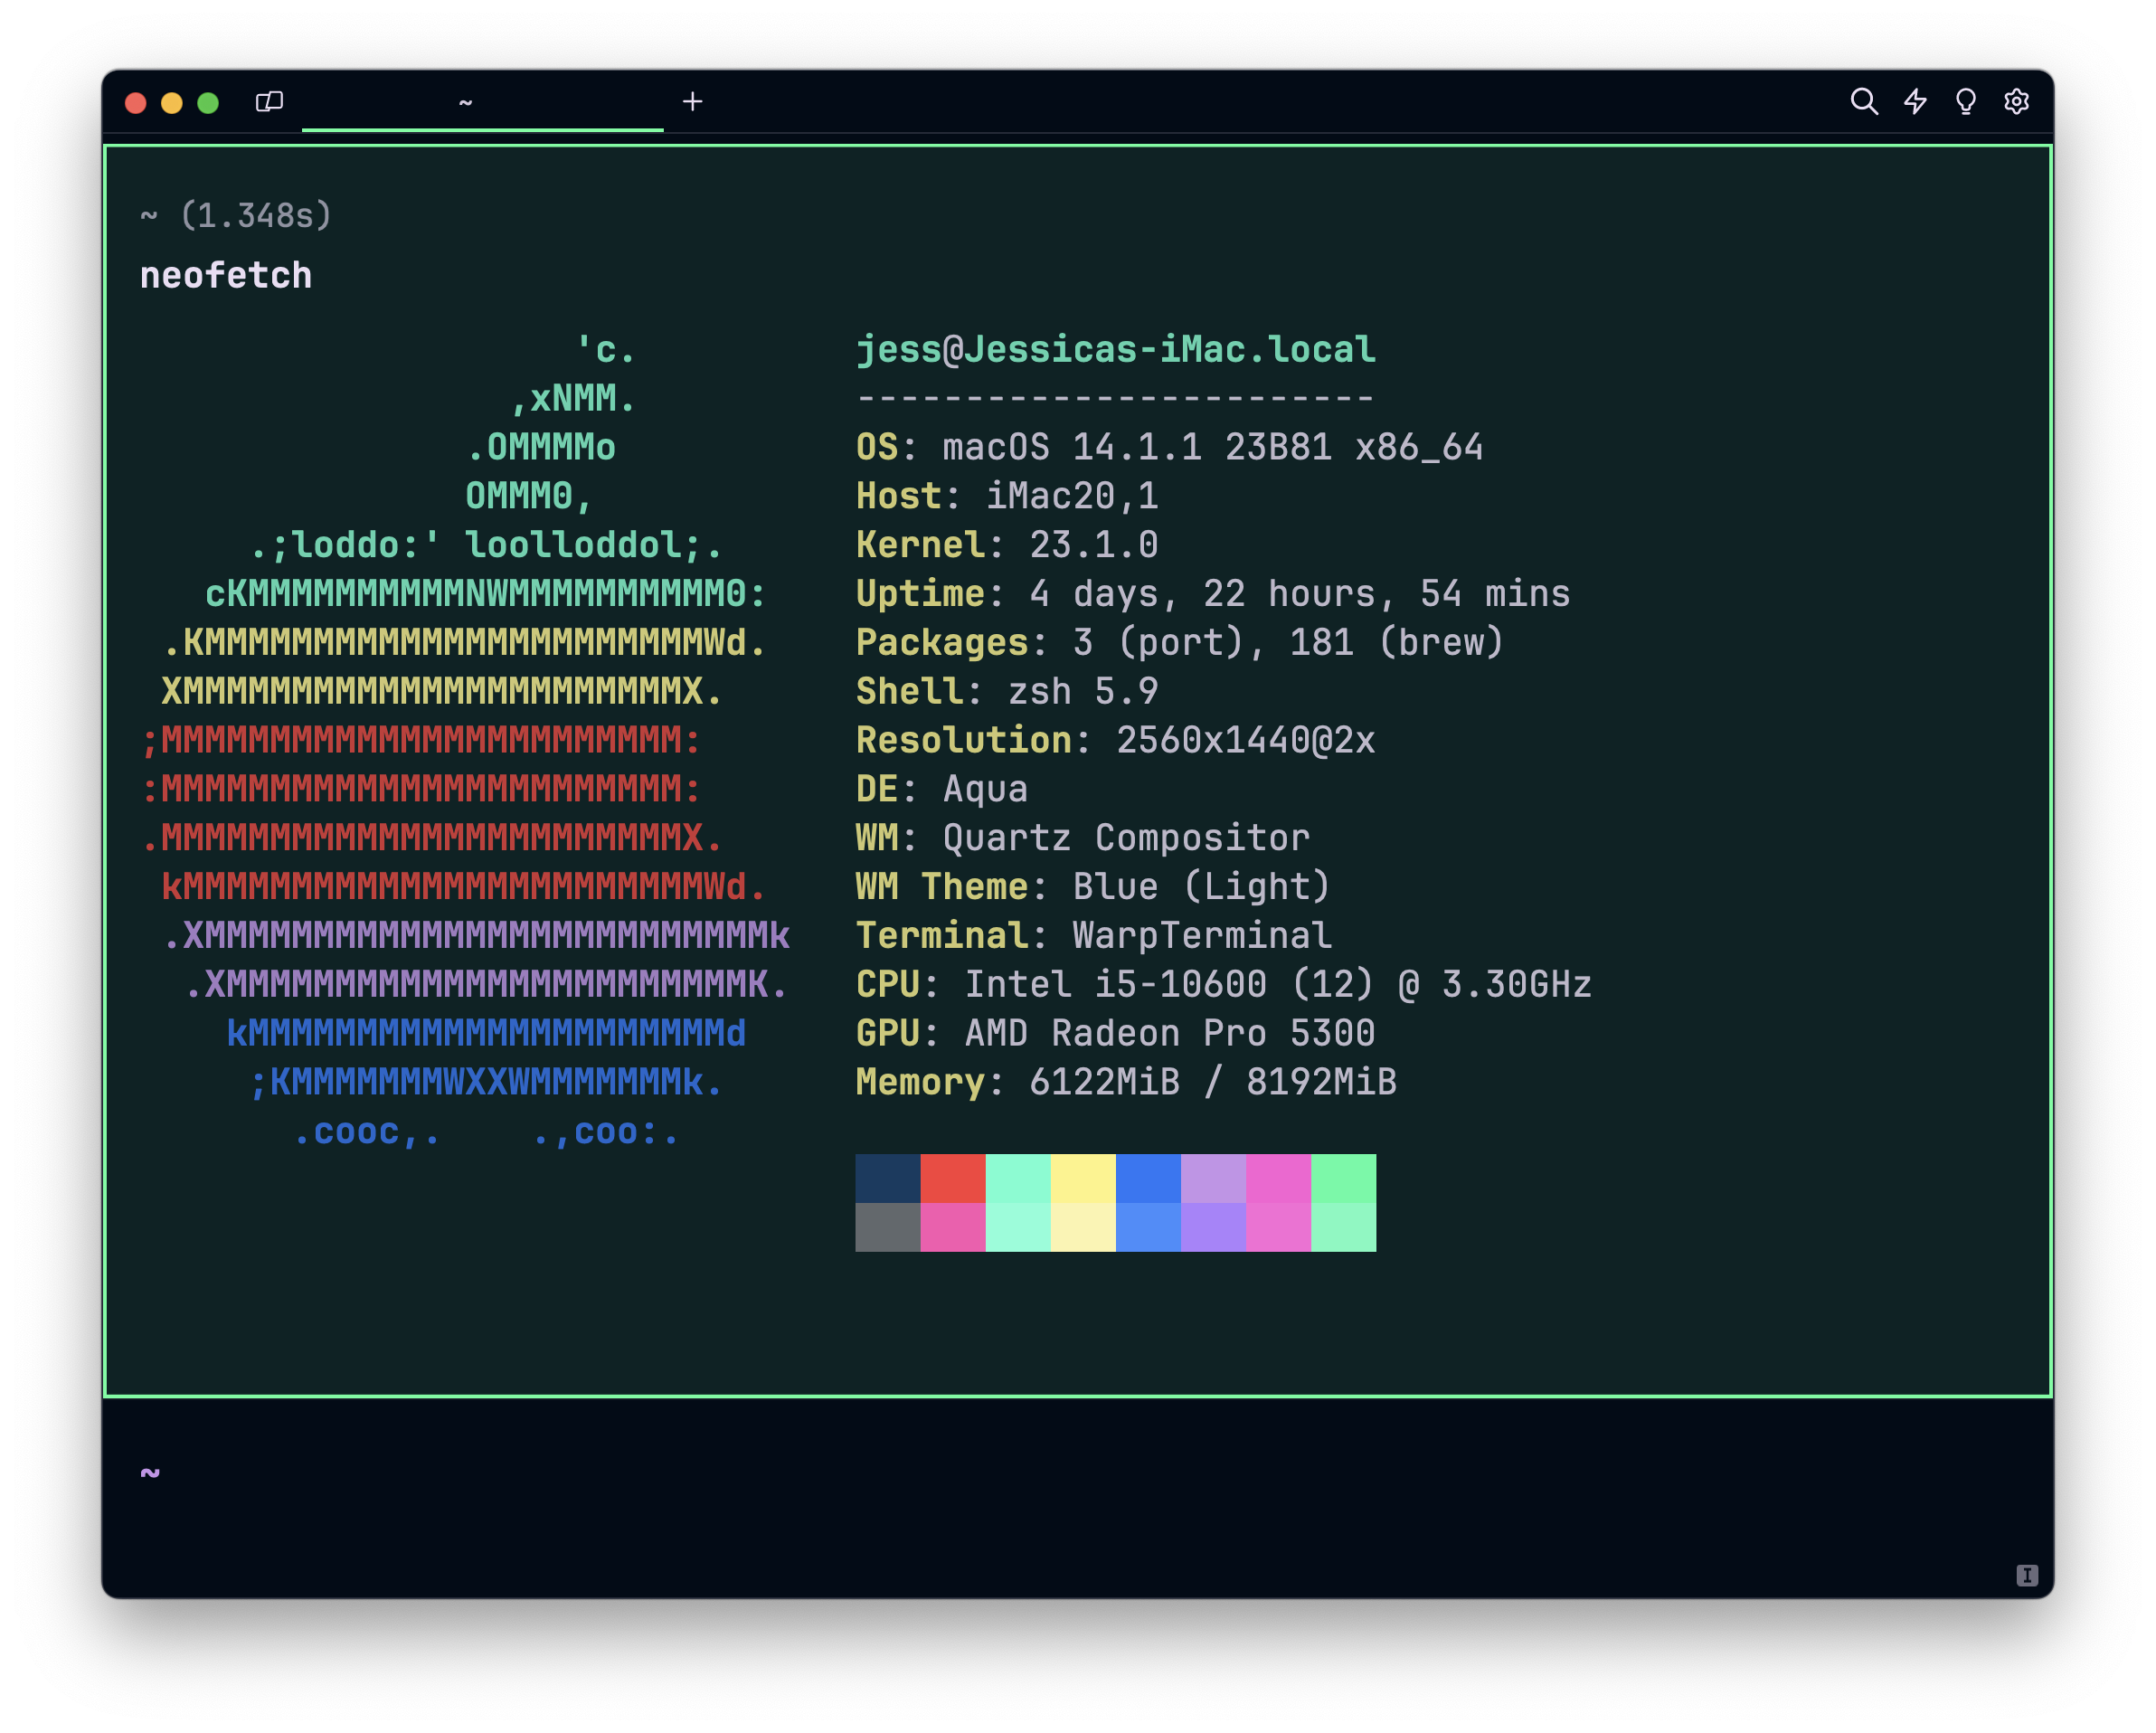 ~
~ (1.348s)
neofetch
                    'c.          jess@Jessicas-iMac.local
                 ,xNMM.          ------------------------
               .OMMMMo           OS: macOS 14.1.1 23B81 x86_64
               OMMM0,            Host: iMac20,1
     .;loddo:' loolloddol;.      Kernel: 23.1.0
   cKMMMMMMMMMMNWMMMMMMMMMM0:    Uptime: 4 days, 22 hours, 54 mins
 .KMMMMMMMMMMMMMMMMMMMMMMMWd.    Packages: 3 (port), 181 (brew)
 XMMMMMMMMMMMMMMMMMMMMMMMX.      Shell: zsh 5.9
;MMMMMMMMMMMMMMMMMMMMMMMM:       Resolution: 2560x1440@2x
:MMMMMMMMMMMMMMMMMMMMMMMM:       DE: Aqua
.MMMMMMMMMMMMMMMMMMMMMMMMX.      WM: Quartz Compositor
 kMMMMMMMMMMMMMMMMMMMMMMMMWd.    WM Theme: Blue (Light)
 .XMMMMMMMMMMMMMMMMMMMMMMMMMMk   Terminal: WarpTerminal
  .XMMMMMMMMMMMMMMMMMMMMMMMMK.   CPU: Intel i5-10600 (12) @ 3.30GHz
    kMMMMMMMMMMMMMMMMMMMMMMd     GPU: AMD Radeon Pro 5300
     ;KMMMMMMMWXXWMMMMMMMk.      Memory: 6122MiB / 8192MiB
       .cooc,.    .,coo:.
~